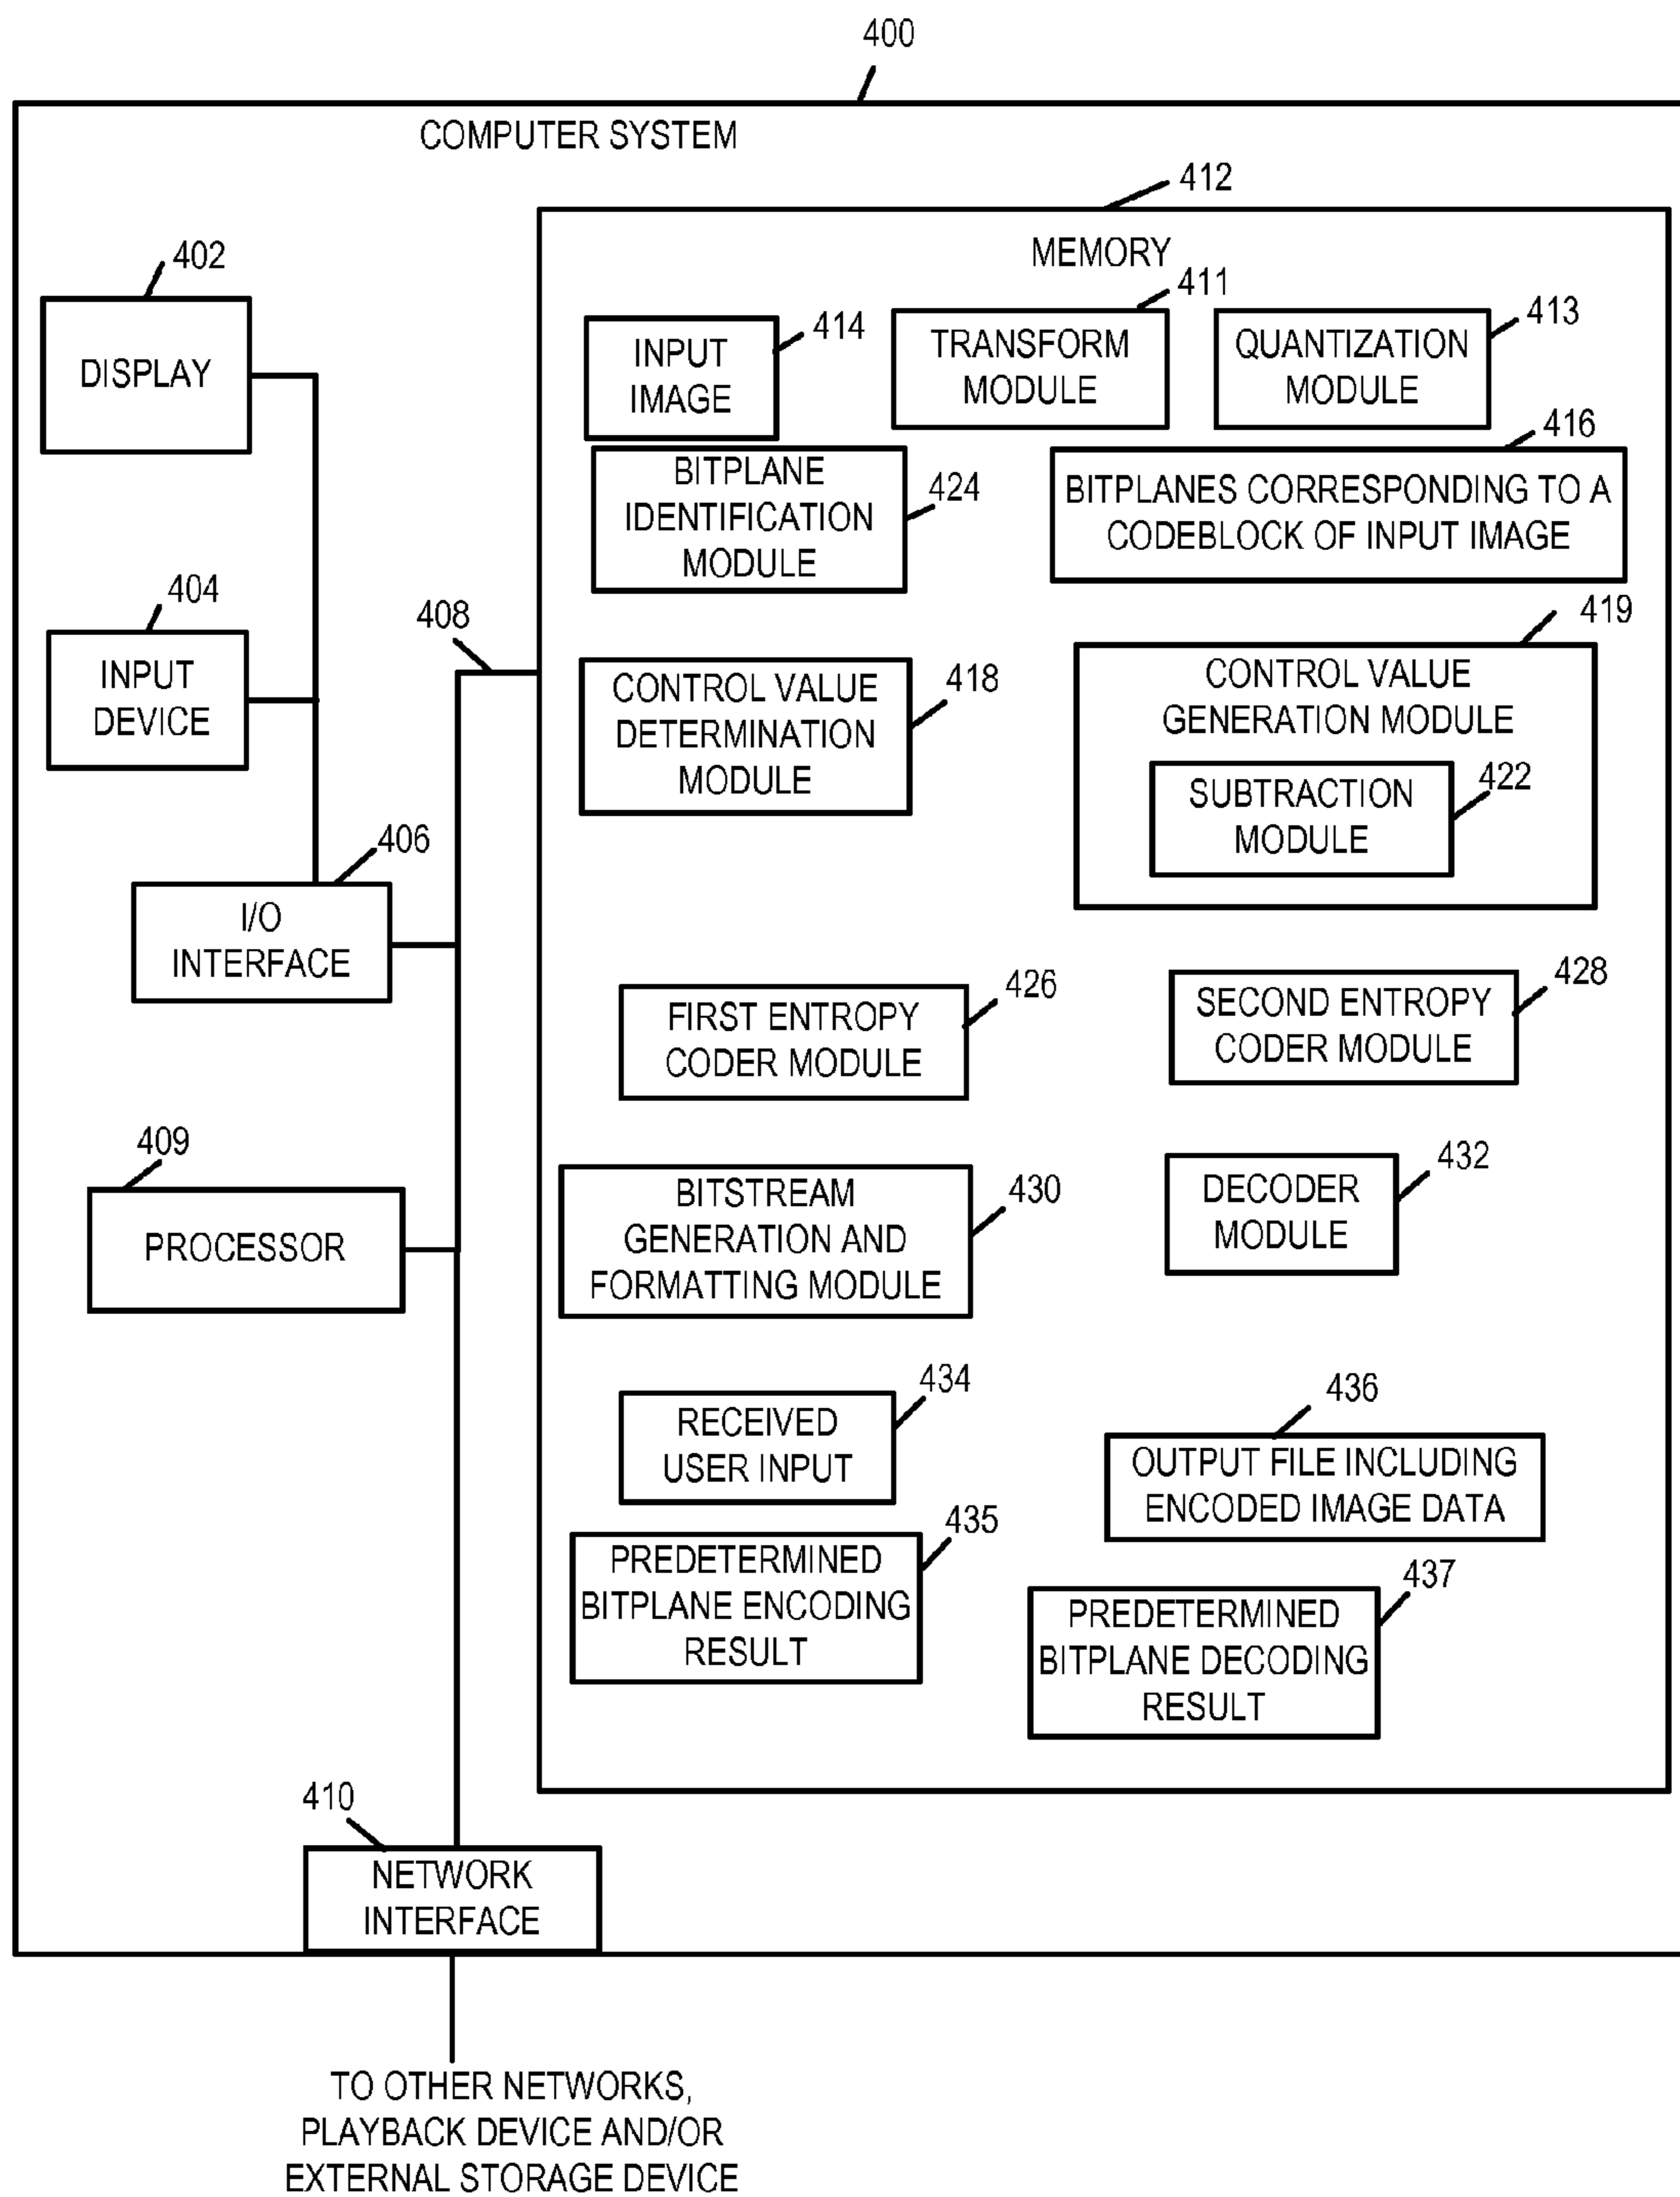 400
COMPUTER SYSTEM
412
MEMORY
402
DISPLAY
404
INPUT
DEVICE
406
I/O
INTERFACE
408
409
PROCESSOR
410
NETWORK
INTERFACE
414
INPUT
IMAGE
411
TRANSFORM
MODULE
413
QUANTIZATION
MODULE
424
BITPLANE
IDENTIFICATION
MODULE
416
BITPLANES CORRESPONDING TO A
CODEBLOCK OF INPUT IMAGE
418
CONTROL VALUE
DETERMINATION
MODULE
419
CONTROL VALUE
GENERATION MODULE
422
SUBTRACTION
MODULE
426
FIRST ENTROPY
CODER MODULE
428
SECOND ENTROPY
CODER MODULE
430
BITSTREAM
GENERATION AND
FORMATTING MODULE
432
DECODER
MODULE
434
RECEIVED
USER INPUT
436
OUTPUT FILE INCLUDING
ENCODED IMAGE DATA
435
PREDETERMINED
BITPLANE ENCODING
RESULT
437
PREDETERMINED
BITPLANE DECODING
RESULT
TO OTHER NETWORKS,
PLAYBACK DEVICE AND/OR
EXTERNAL STORAGE DEVICE